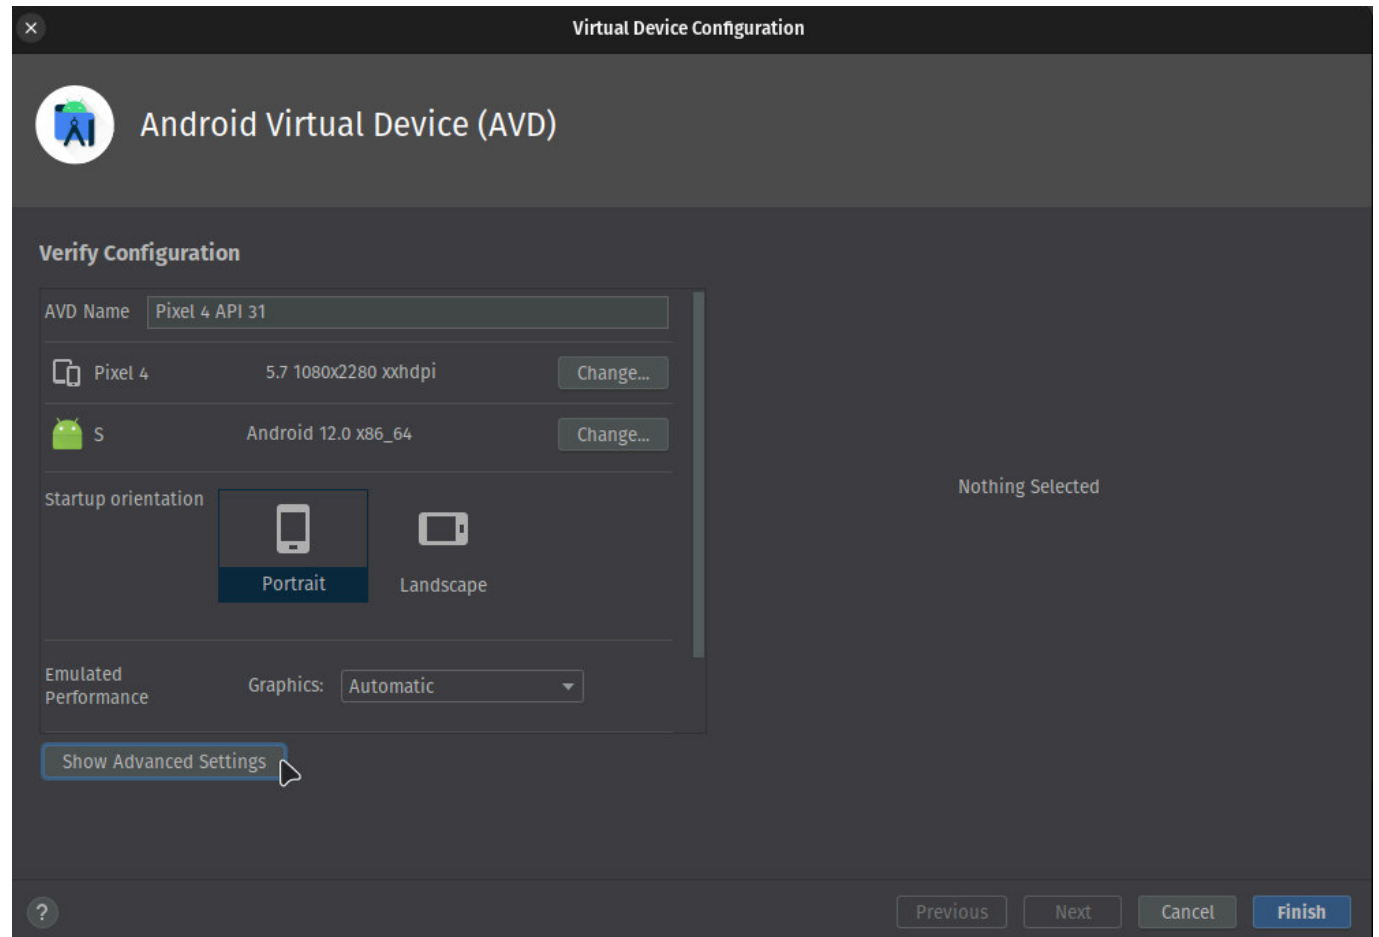 Virtual Device Configuration
Android Virtual Device (AVD)
Verify Configuration
AVD Name Pixel 4 API 31
Pixel 4 5.7 1080x2280 xxhdpi Change...
S Android 12.0 x86_64 Change...
Startup orientation
Portrait Landscape
Emulated
Performance
Graphics: Automatic
Show Advanced Settings
Nothing Selected
? Previous Next Cancel Finish